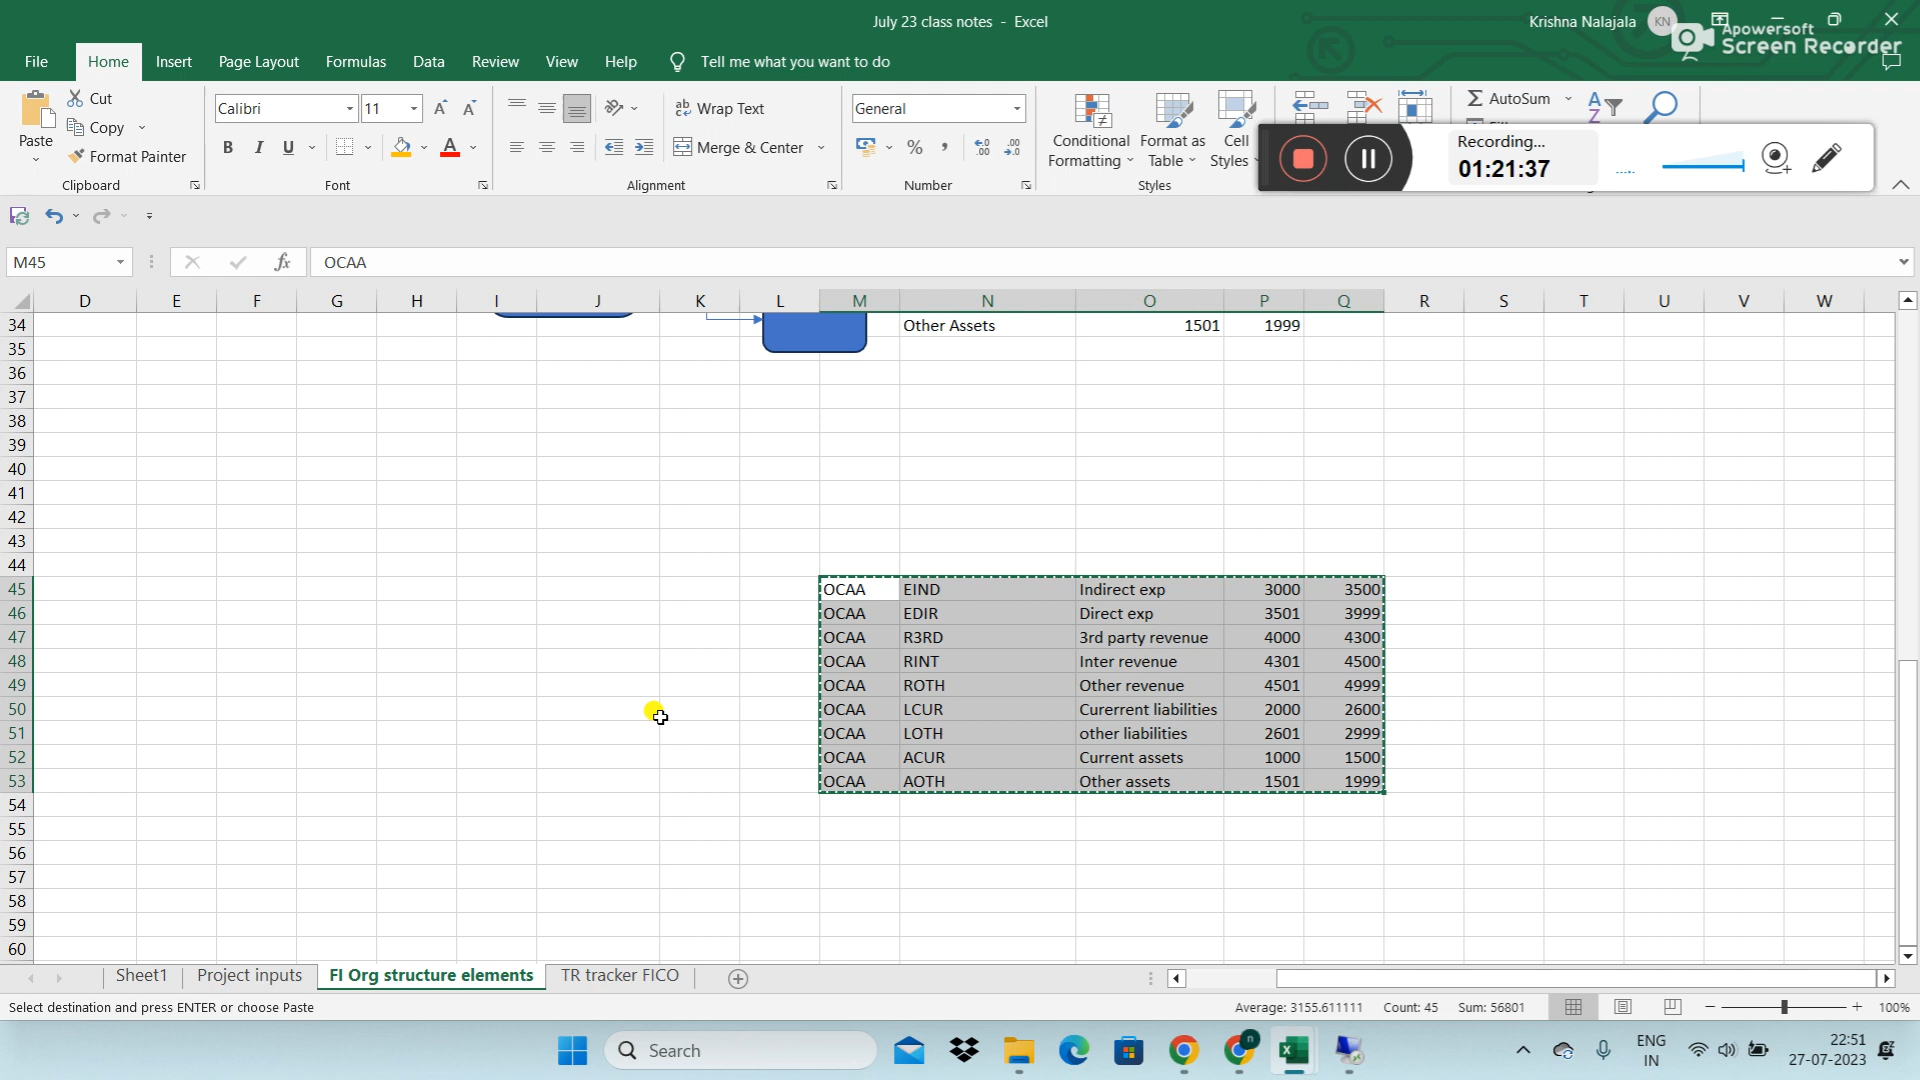 July 23 class notes - Excel
Krishna Nalajala KN
Apowersoft
Screen Recorder
File Home Insert Page Layout Formulas Data Review View Help Tell me what you want to do
Paste
Cut
Copy
Format Painter
Clipboard
Calibri 11
B I U
Font
Wrap Text
Merge & Center
Alignment
General
Number
Conditional Formatting
Format as Table
Cell Styles
Styles
AutoSum
Recording...
01:21:37
M45 fx OCAA
D E F G H I J K L M N O P Q R S T U V W
34 Other Assets 1501 1999
35
36
37
38
39
40
41
42
43
44
45 OCAA EIND Indirect exp 3000 3500
46 OCAA EDIR Direct exp 3501 3999
47 OCAA R3RD 3rd party revenue 4000 4300
48 OCAA RINT Inter revenue 4301 4500
49 OCAA ROTH Other revenue 4501 4999
50 OCAA LCUR Curerrent liabilities 2000 2600
51 OCAA LOTH other liabilities 2601 2999
52 OCAA ACUR Current assets 1000 1500
53 OCAA AOTH Other assets 1501 1999
54
55
56
57
58
59
60
Sheet1 Project inputs FI Org structure elements TR tracker FICO
Select destination and press ENTER or choose Paste Average: 3155.611111 Count: 45 Sum: 56801 100%
Search
ENG
IN
22:51
27-07-2023